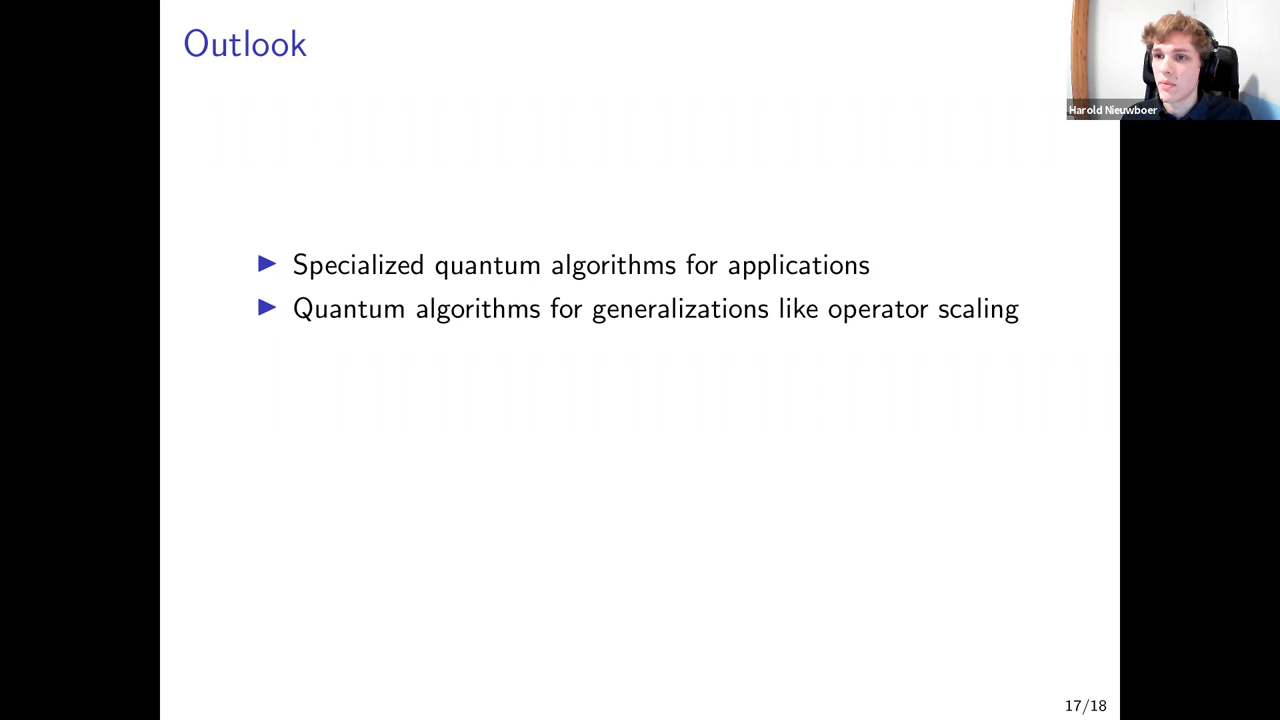 Outlook
Harold Nieuwboer
▶ Specialized quantum algorithms for applications
▶ Quantum algorithms for generalizations like operator scaling
17/18